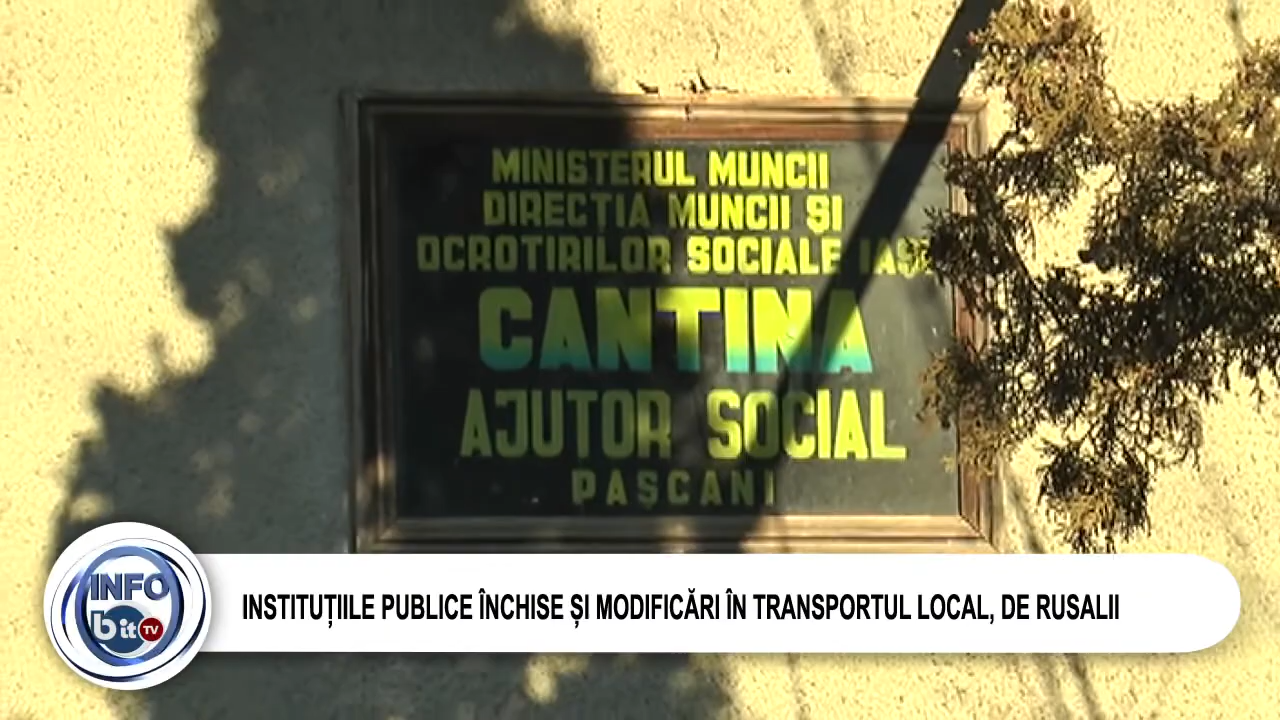 MINISTERUL MUNCII
DIRECȚIA MUNCII ȘI
OCROTIRILOR SOCIALE IAȘI
CANTINA
AJUTOR SOCIAL
PAȘCANI
INFO
bit TV
INSTITUȚIILE PUBLICE ÎNCHISE ȘI MODIFICĂRI ÎN TRANSPORTUL LOCAL, DE RUSALII